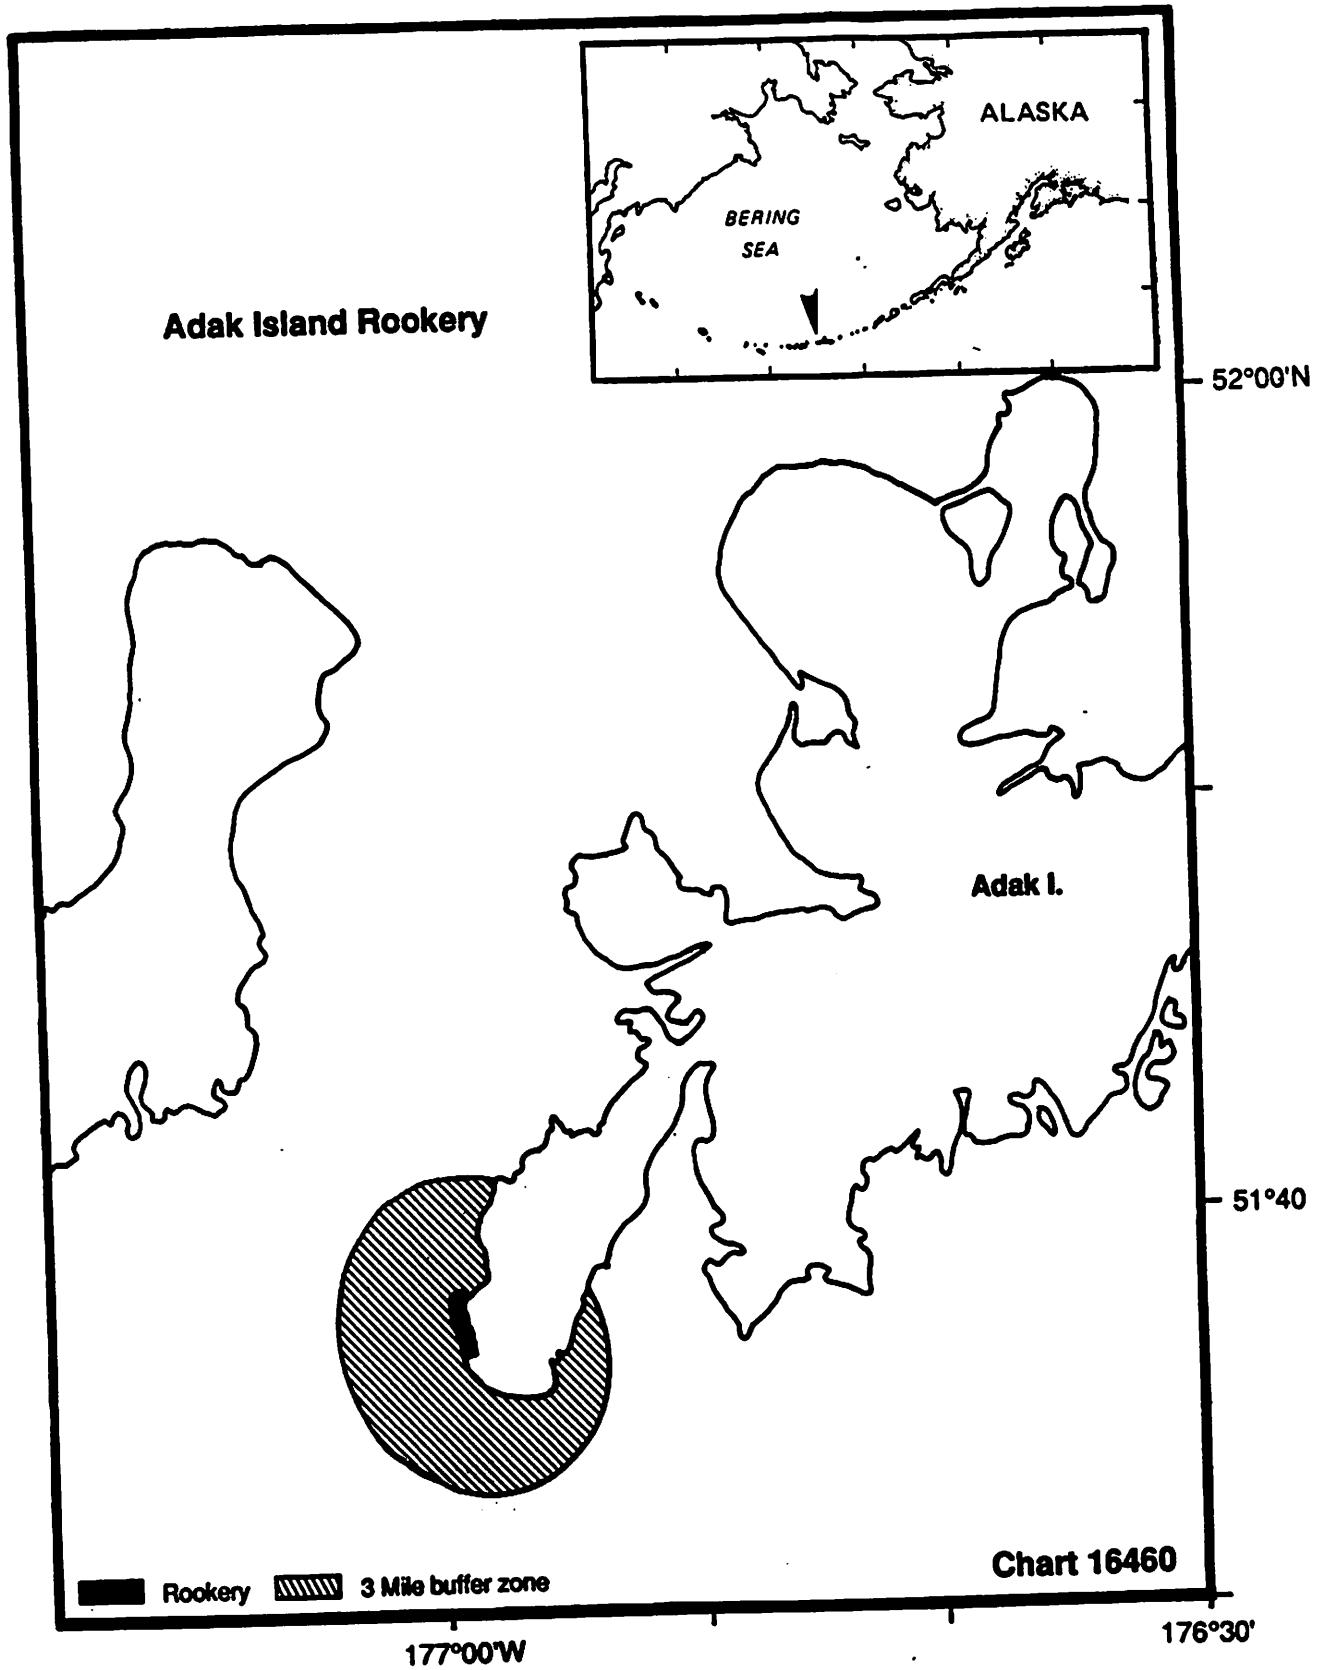 ALASKA
BERING
SEA
Adak Island Rookery
52°00'N
Adak I.
51°40
Chart 16460
Rookery
3 Mile buffer zone
177°00'W
176°30'